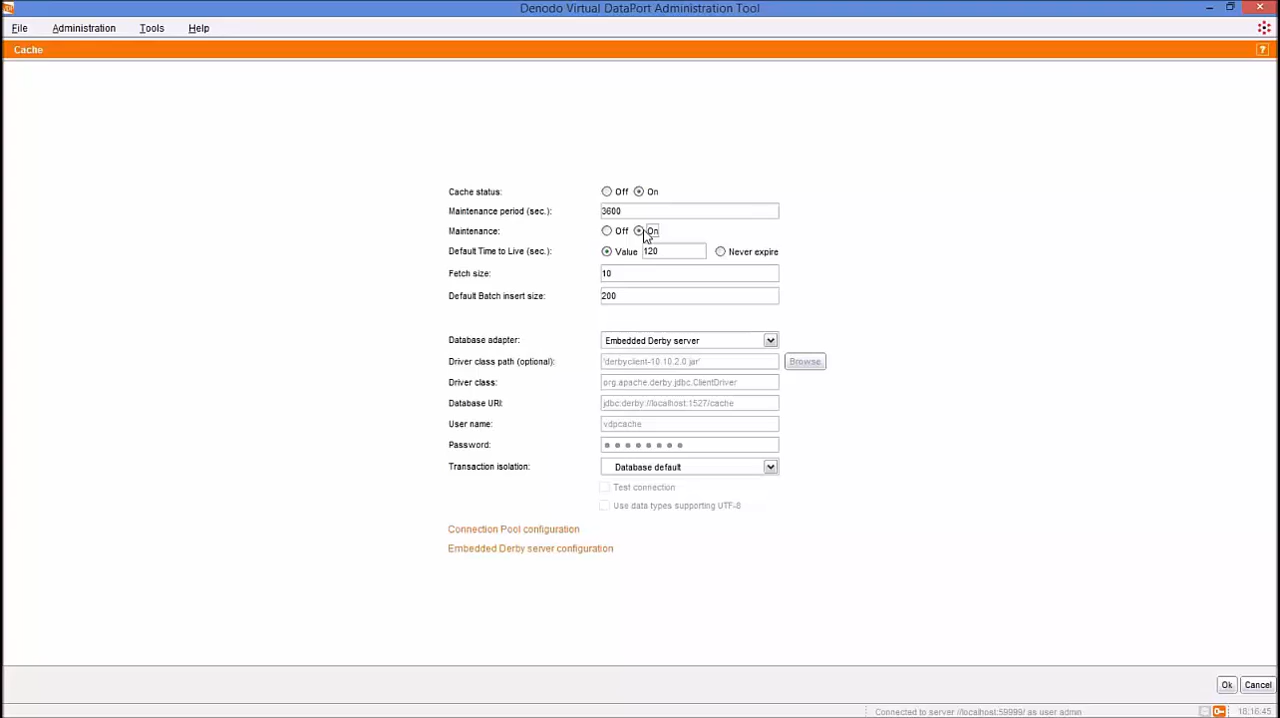 Denodo Virtual DataPort Administration Tool
File Administration Tools Help
Cache
Cache status: Off On
Maintenance period (sec.): 3600
Maintenance: Off On
Default Time to Live (sec.): Value 120 Never expire
Fetch size: 10
Default Batch insert size: 200
Database adapter: Embedded Derby server
Driver class path (optional): 'derbyclient-10.10.2.0.jar' Browse
Driver class: org.apache.derby.jdbc.ClientDriver
Database URI: jdbc:derby://localhost:1527/cache
User name: vdpcache
Password:
Transaction isolation: Database default
Test connection
Use data types supporting UTF-8
Connection Pool configuration
Embedded Derby server configuration
Ok Cancel
Connected to server //localhost:59999/ as user admin 18:16:45